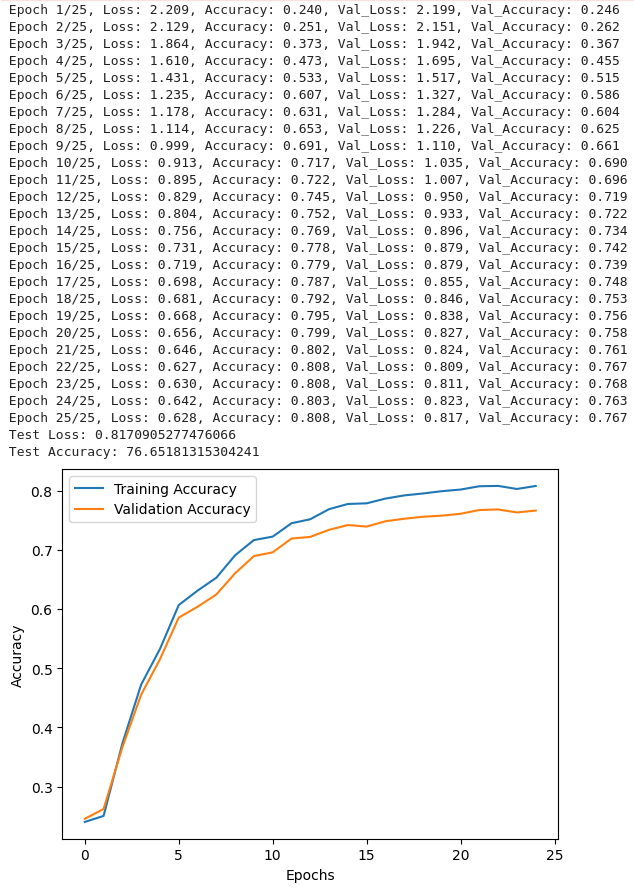 Epoch 1/25, Loss: 2.209, Accuracy: 0.240, Val_Loss: 2.199, Val_Accuracy: 0.246
Epoch 2/25, Loss: 2.129, Accuracy: 0.251, Val_Loss: 2.151, Val_Accuracy: 0.262
Epoch 3/25, Loss: 1.864, Accuracy: 0.373, Val_Loss: 1.942, Val_Accuracy: 0.367
Epoch 4/25, Loss: 1.610, Accuracy: 0.473, Val_Loss: 1.695, Val_Accuracy: 0.455
Epoch 5/25, Loss: 1.431, Accuracy: 0.533, Val_Loss: 1.517, Val_Accuracy: 0.515
Epoch 6/25, Loss: 1.235, Accuracy: 0.607, Val_Loss: 1.327, Val_Accuracy: 0.586
Epoch 7/25, Loss: 1.178, Accuracy: 0.631, Val_Loss: 1.284, Val_Accuracy: 0.604
Epoch 8/25, Loss: 1.114, Accuracy: 0.653, Val_Loss: 1.226, Val_Accuracy: 0.625
Epoch 9/25, Loss: 0.999, Accuracy: 0.691, Val_Loss: 1.110, Val_Accuracy: 0.661
Epoch 10/25, Loss: 0.913, Accuracy: 0.717, Val_Loss: 1.035, Val_Accuracy: 0.690
Epoch 11/25, Loss: 0.895, Accuracy: 0.722, Val_Loss: 1.007, Val_Accuracy: 0.696
Epoch 12/25, Loss: 0.829, Accuracy: 0.745, Val_Loss: 0.950, Val_Accuracy: 0.719
Epoch 13/25, Loss: 0.804, Accuracy: 0.752, Val_Loss: 0.933, Val_Accuracy: 0.722
Epoch 14/25, Loss: 0.756, Accuracy: 0.769, Val_Loss: 0.896, Val_Accuracy: 0.734
Epoch 15/25, Loss: 0.731, Accuracy: 0.778, Val_Loss: 0.879, Val_Accuracy: 0.742
Epoch 16/25, Loss: 0.719, Accuracy: 0.779, Val_Loss: 0.879, Val_Accuracy: 0.739
Epoch 17/25, Loss: 0.698, Accuracy: 0.787, Val_Loss: 0.855, Val_Accuracy: 0.748
Epoch 18/25, Loss: 0.681, Accuracy: 0.792, Val_Loss: 0.846, Val_Accuracy: 0.753
Epoch 19/25, Loss: 0.668, Accuracy: 0.795, Val_Loss: 0.838, Val_Accuracy: 0.756
Epoch 20/25, Loss: 0.656, Accuracy: 0.799, Val_Loss: 0.827, Val_Accuracy: 0.758
Epoch 21/25, Loss: 0.646, Accuracy: 0.802, Val_Loss: 0.824, Val_Accuracy: 0.761
Epoch 22/25, Loss: 0.627, Accuracy: 0.808, Val_Loss: 0.809, Val_Accuracy: 0.767
Epoch 23/25, Loss: 0.630, Accuracy: 0.808, Val_Loss: 0.811, Val_Accuracy: 0.768
Epoch 24/25, Loss: 0.642, Accuracy: 0.803, Val_Loss: 0.823, Val_Accuracy: 0.763
Epoch 25/25, Loss: 0.628, Accuracy: 0.808, Val_Loss: 0.817, Val_Accuracy: 0.767
Test Loss: 0.8170905277476066
Test Accuracy: 76.65181315304241
Training Accuracy
Validation Accuracy
0.8
0.7
0.6
0.5
0.4
0.3
Accuracy
0 5 10 15 20 25
Epochs